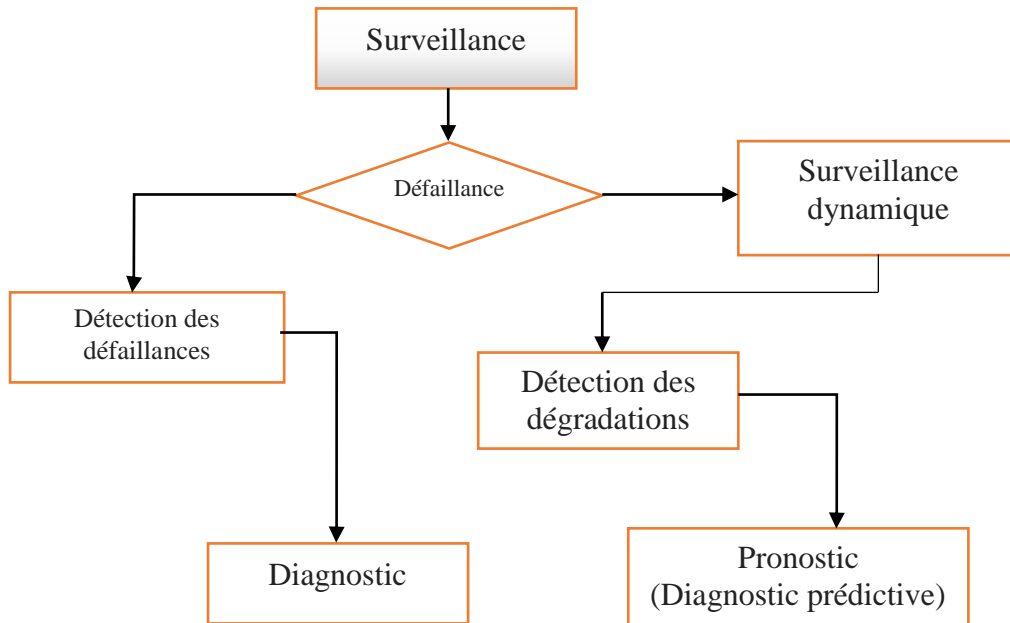 Surveillance
Défaillance
Surveillance
dynamique
Détection des
défaillances
Détection des
dégradations
Diagnostic
Pronostic
(Diagnostic prédictive)